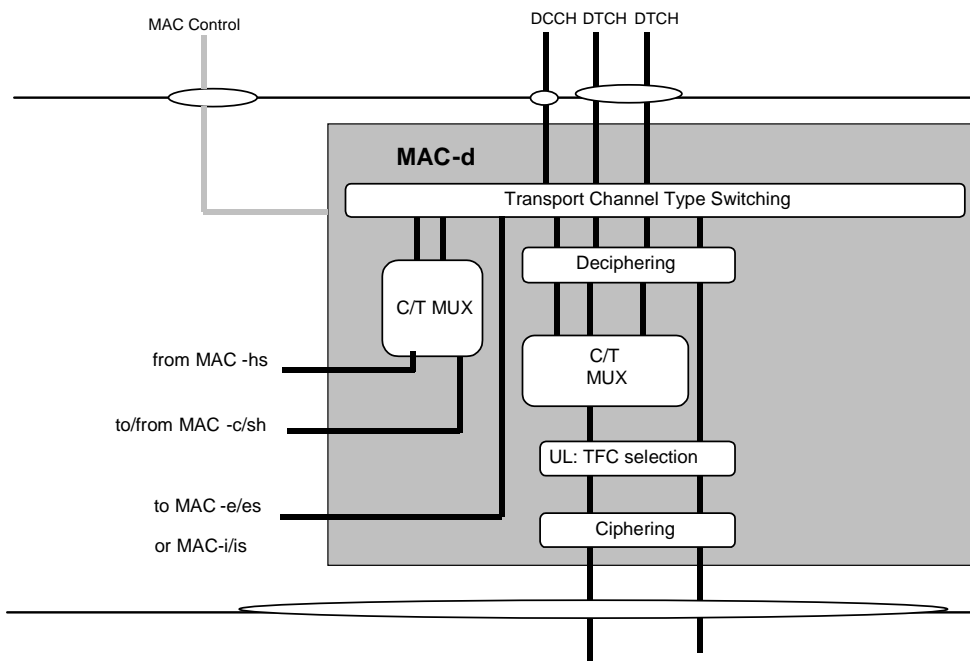 MAC Control
DCCH DTCH DTCH
MAC-d
Transport Channel Type Switching
Deciphering
C/T MUX
from MAC -hs
C/T
MUX
to/from MAC -c/sh
UL: TFC selection
to MAC -e/es
or MAC-i/is
Ciphering